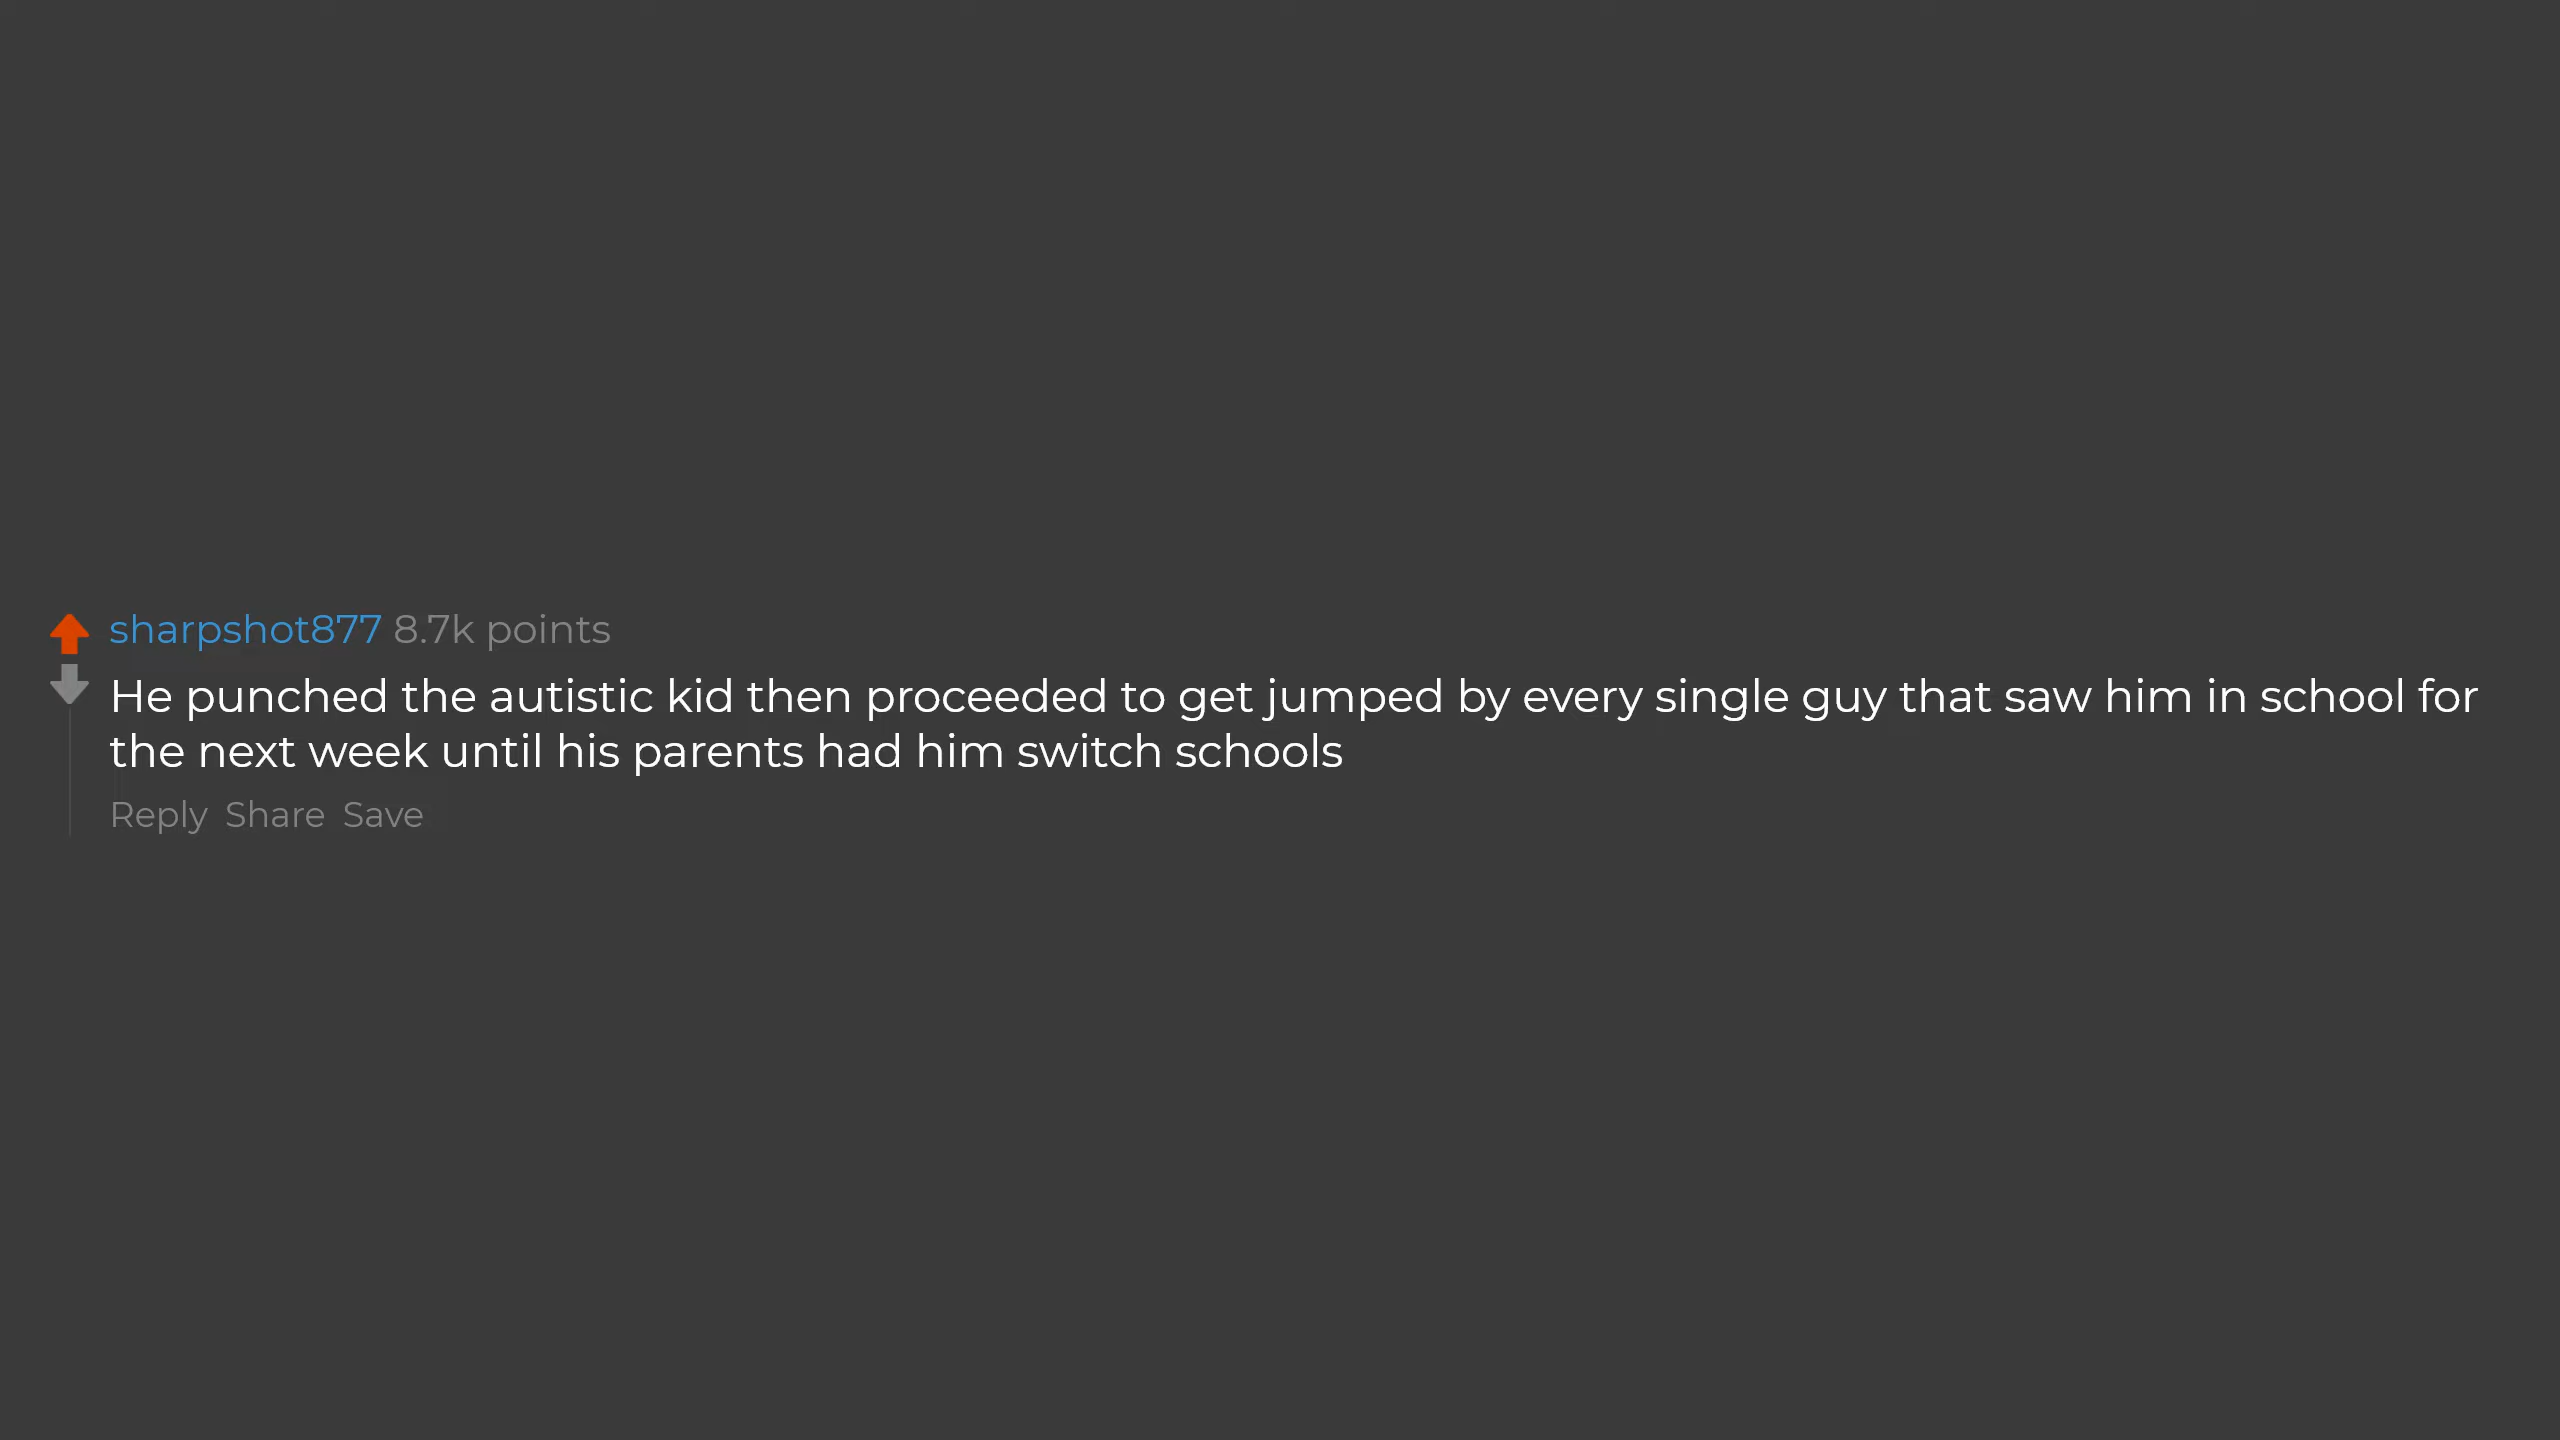 sharpshot877 8.7k points
He punched the autistic kid then proceeded to get jumped by every single guy that saw him in school for
the next week until his parents had him switch schools
Reply Share Save